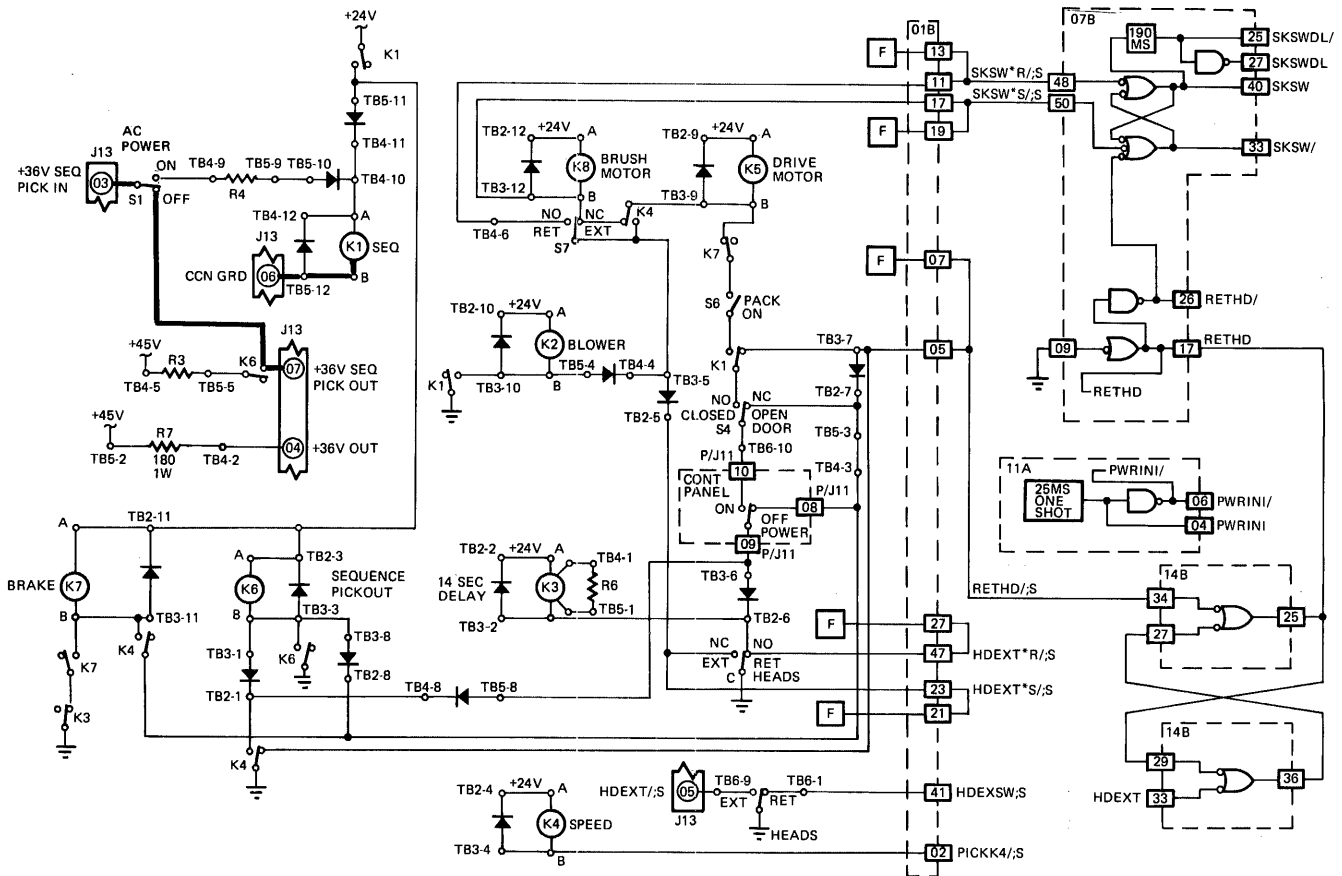 +24V
K1
TB5-11
TB4-11
AC
POWER
J13
+36V SEQ
PICK IN
03
S1
ON
OFF
TB4-9
R4
TB5-9
TB5-10
TB4-10
TB4-12
A
K1
SEQ
B
J13
CCN GRD
06
TB5-12
J13
+45V
R3
TB4-5
TB5-5
K6
07
+36V SEQ
PICK OUT
+45V
R7
TB5-2
180
1W
TB4-2
04
+36V OUT
A
TB2-11
BRAKE
K7
B
TB3-11
K4
K7
K3
TB2-3
A
K6
B
SEQUENCE
PICKOUT
TB3-3
TB3-1
K6
TB3-8
TB2-8
TB2-1
K4
TB4-8
TB5-8
TB2-12
+24V
A
K8
BRUSH
MOTOR
TB3-12
B
TB2-9
+24V
A
K5
DRIVE
MOTOR
TB3-9
B
K4
NO
NC
TB4-6
RET
EXT
S7
K7
S6
PACK
ON
K1
TB2-10
+24V
A
K2
BLOWER
K1
TB3-10
B
TB5-4
TB4-4
TB3-5
TB2-5
TB3-7
TB2-7
NO
NC
CLOSED
OPEN
S4
DOOR
TB5-3
TB6-10
P/J11
10
TB4-3
CONT
PANEL
P/J11
ON
08
OFF
POWER
09
P/J11
TB3-6
TB2-2
+24V
A
TB4-1
14 SEC
DELAY
K3
R6
TB3-2
B
TB5-1
TB2-6
NC
NO
EXT
RET
C
HEADS
TB2-4
+24V
A
K4
SPEED
TB3-4
B
HDEXT/;S
05
J13
TB6-9
TB6-1
EXT
RET
HEADS
01B
F
13
11
17
F
19
SKSW*R/;S
SKSW*S/;S
F
07
05
F
27
47
HDEXT*R/;S
23
HDEXT*S/;S
F
21
41
HDEXSW;S
02
PICKK4/;S
07B
190
MS
25
SKSWDL/
27
SKSWDL
48
40
SKSW
50
33
SKSW/
26
RETHD/
09
17
RETHD
RETHD
11A
PWRINI/
25MS
ONE
SHOT
06
PWRINI/
04
PWRINI
RETHD/;S
14B
34
27
25
14B
29
HDEXT
33
36